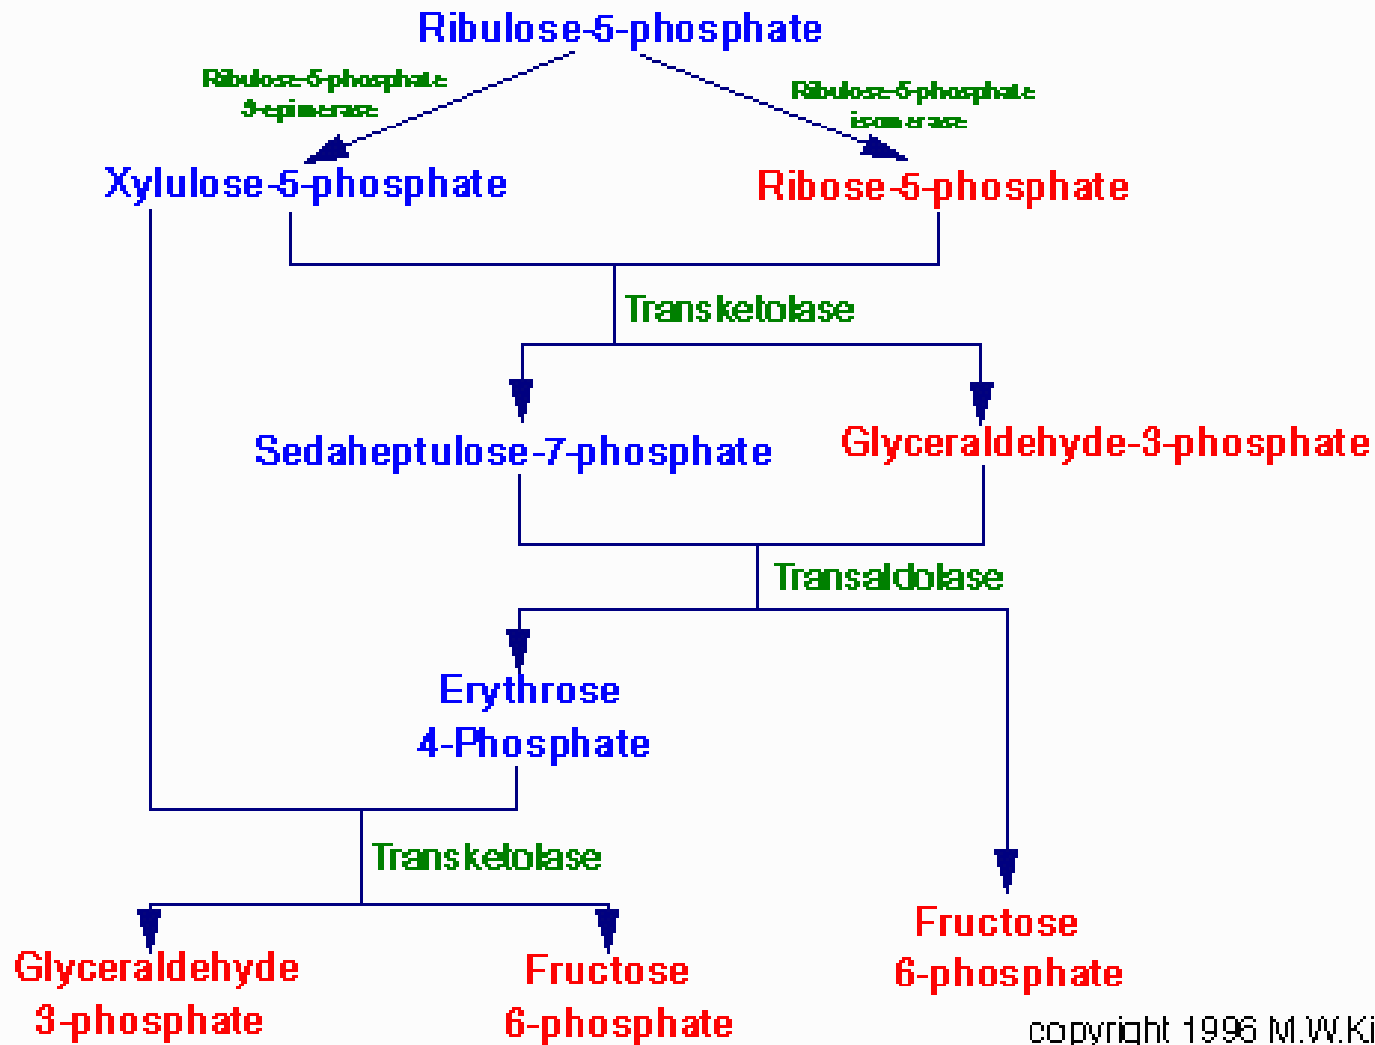 Ribulose-5-phosphate
Ribulose-5-phosphate
3-epimerase
Ribulose-5-phosphate
isomerase
Xylulose-5-phosphate
Ribose-5-phosphate
Transketolase
Sedaheptulose-7-phosphate
Glyceraldehyde-3-phosphate
Transaldolase
Erythrose
4-Phosphate
Transketolase
Glyceraldehyde
3-phosphate
Fructose
6-phosphate
Fructose
6-phosphate
copyright 1996 M.W.Ki